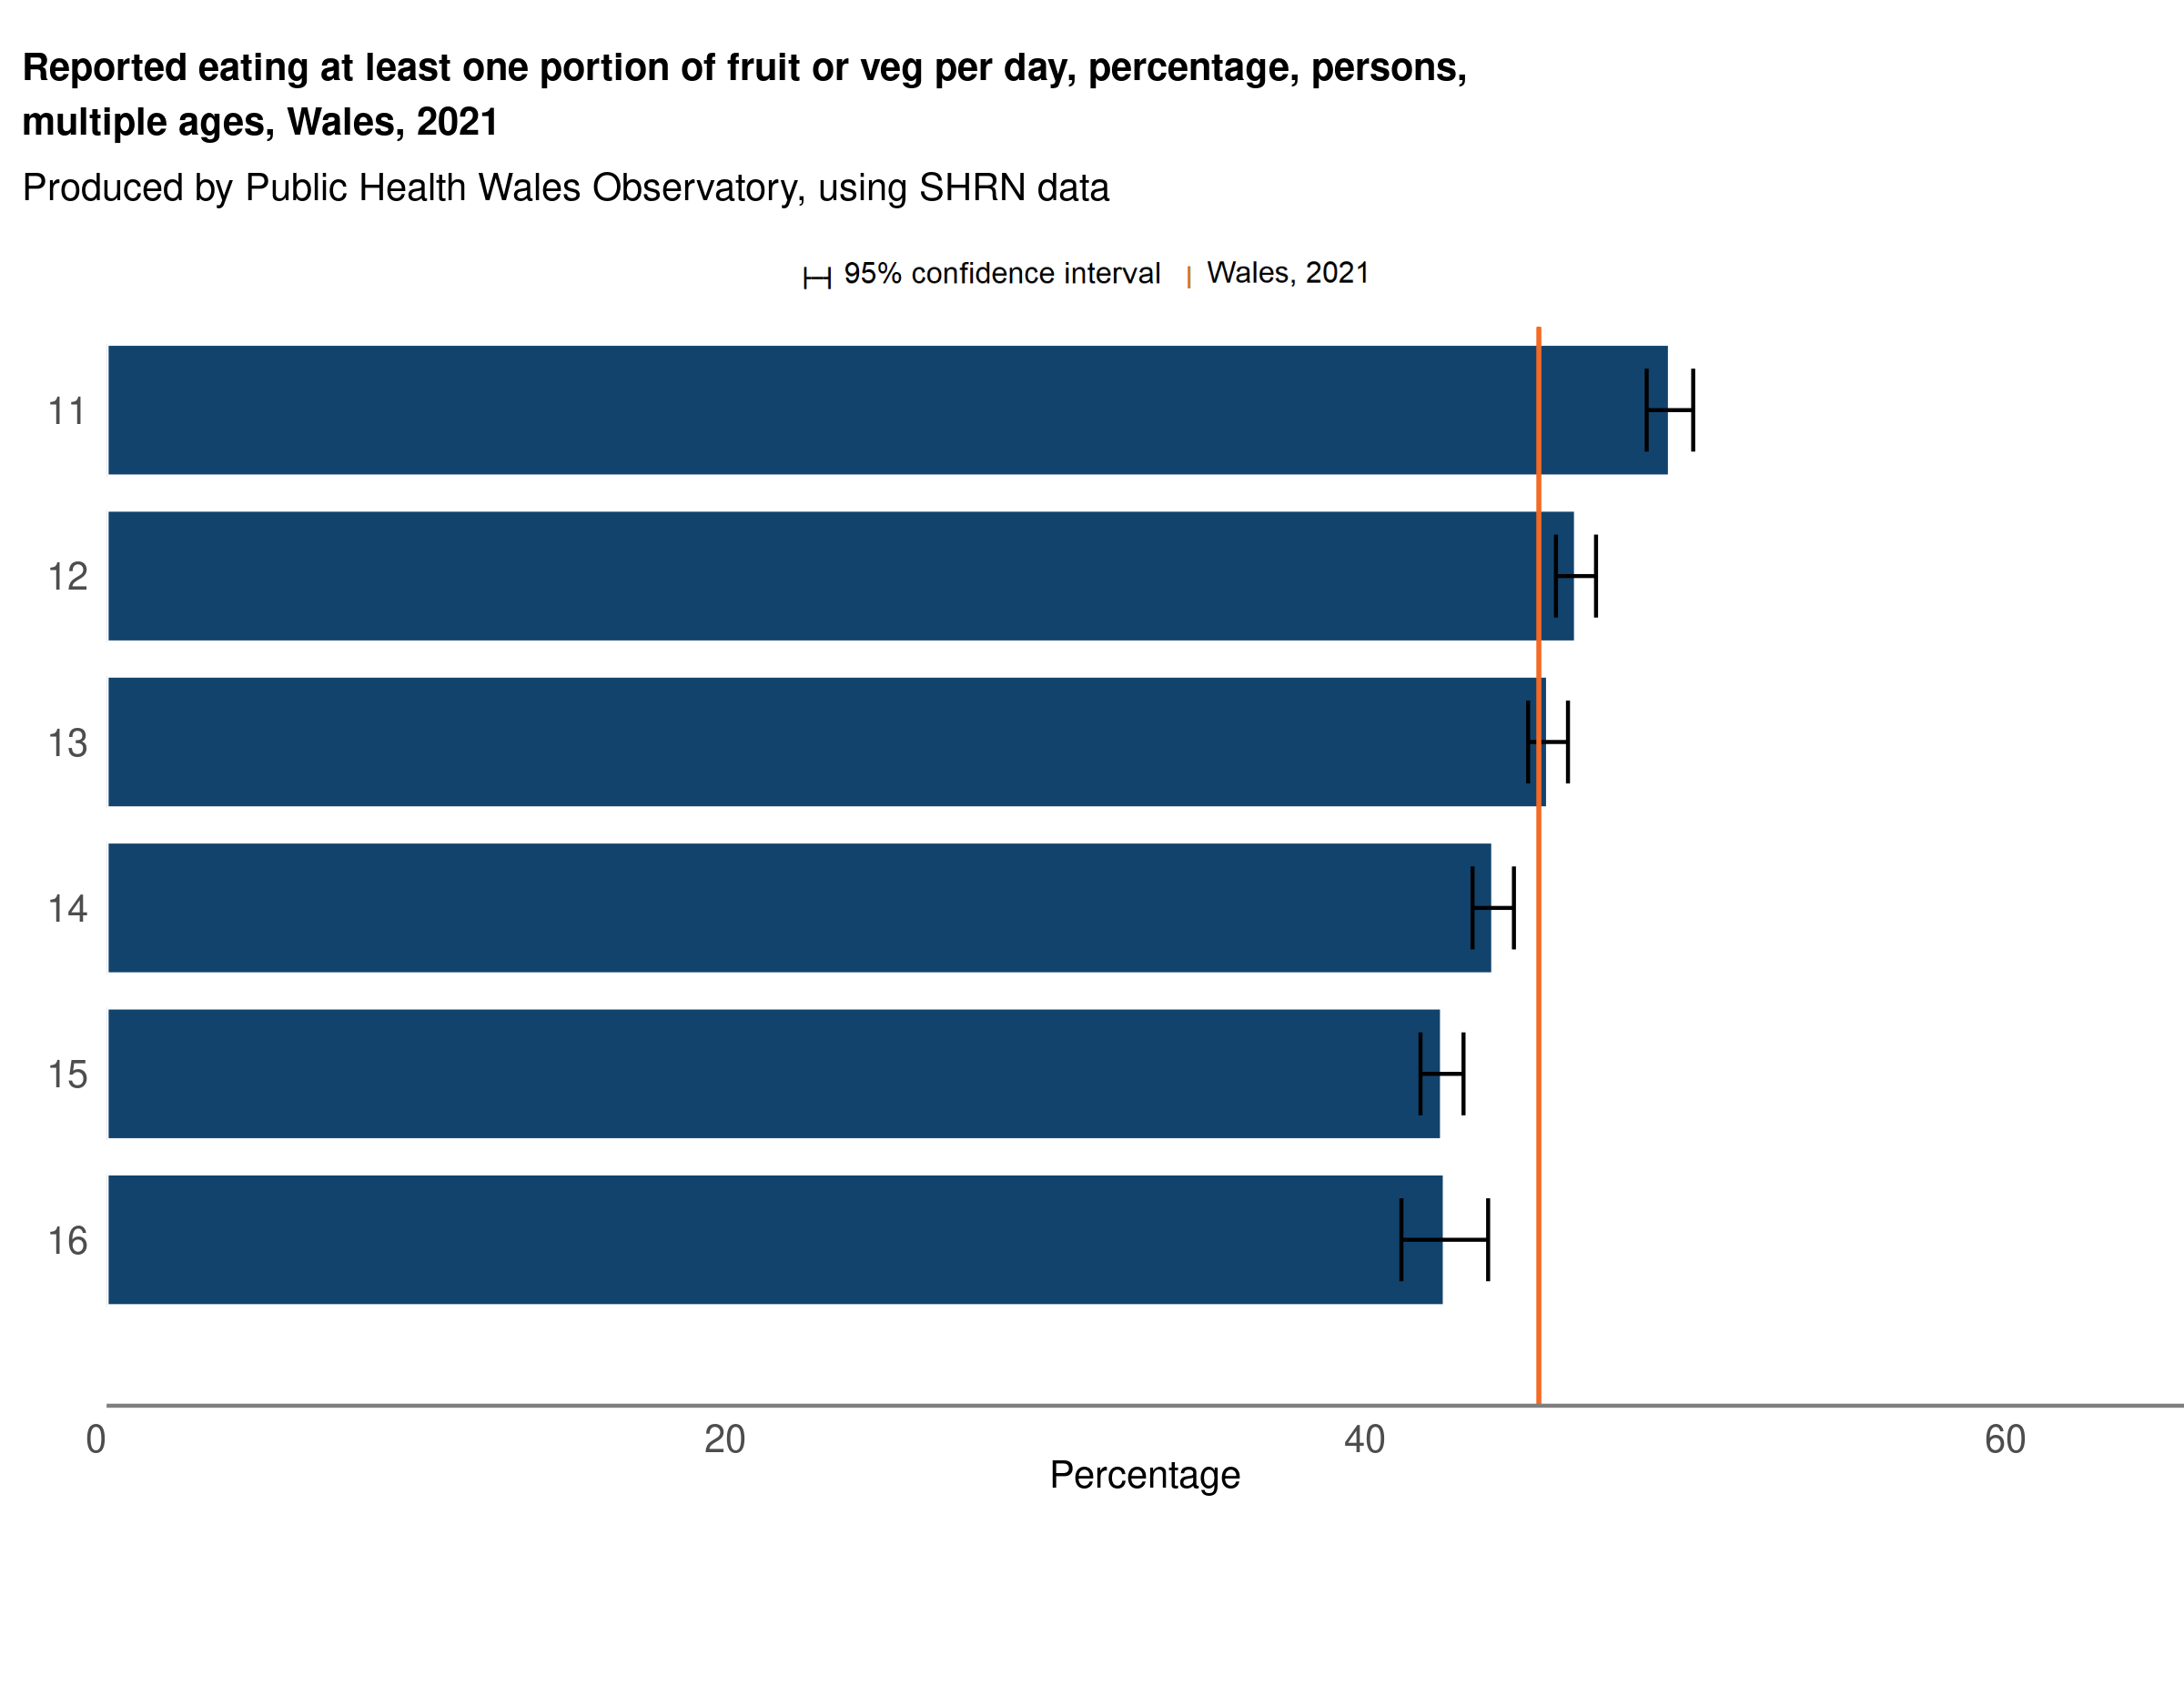 Reported eating at least one portion of fruit or veg per day, percentage, persons,
multiple ages, Wales, 2021
Produced by Public Health Wales Observatory, using SHRN data
95% confidence interval Wales, 2021
11
12
13
14
15
16
0 20 40 60
Percentage